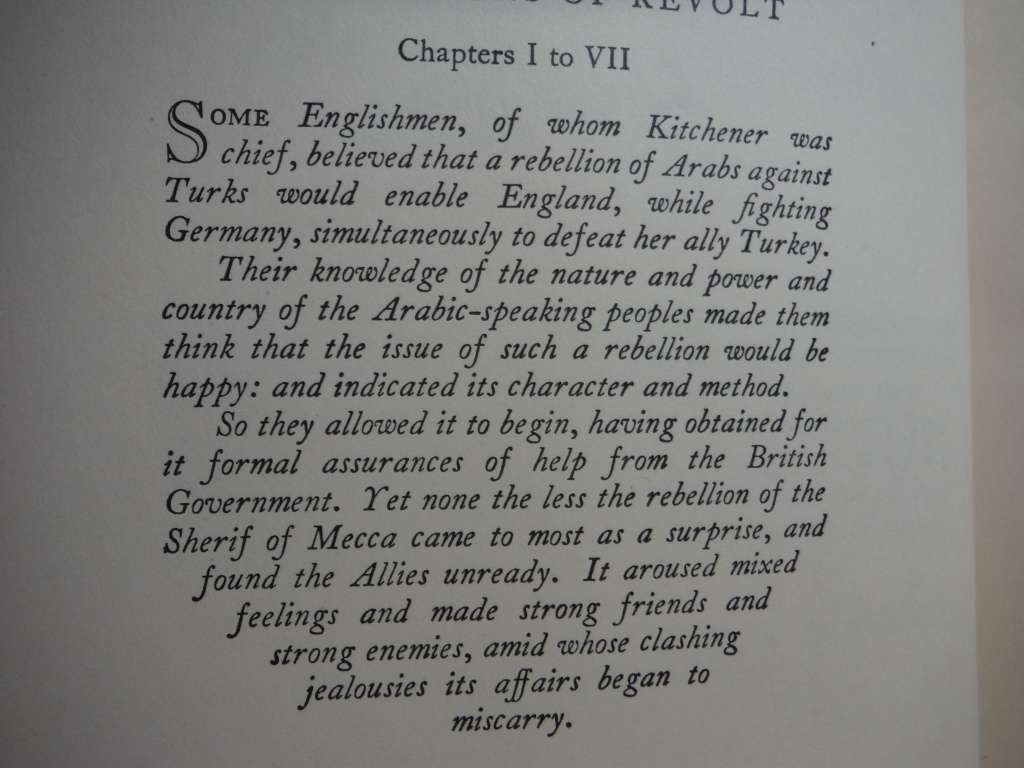 OF REVOLT
Chapters I to VII
SOME Englishmen, of whom Kitchener was
chief, believed that a rebellion of Arabs against
Turks would enable England, while fighting
Germany, simultaneously to defeat her ally Turkey.
Their knowledge of the nature and power and
country of the Arabic-speaking peoples made them
think that the issue of such a rebellion would be
happy: and indicated its character and method.
So they allowed it to begin, having obtained for
it formal assurances of help from the British
Government. Yet none the less the rebellion of the
Sherif of Mecca came to most as a surprise, and
found the Allies unready. It aroused mixed
feelings and made strong friends and
strong enemies, amid whose clashing
jealousies its affairs began to
miscarry.